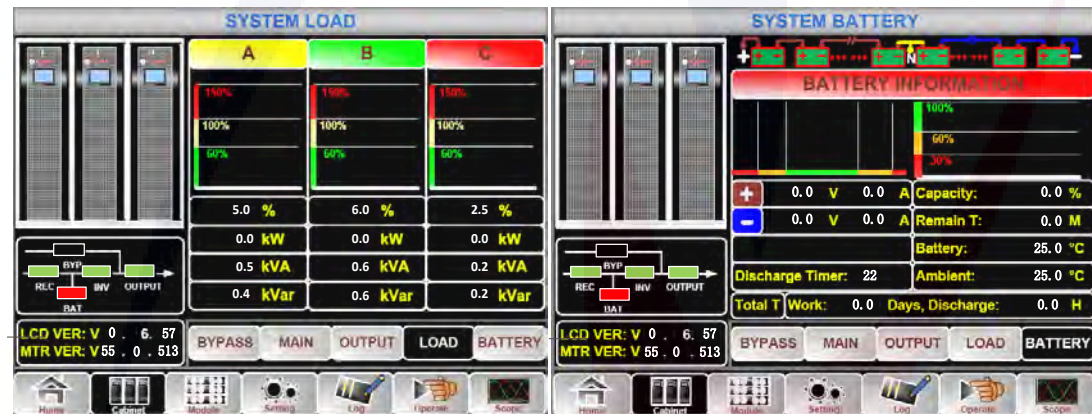 SYSTEM LOAD
A B C
150% 150% 150%
100% 100% 100%
60% 60% 60%
5.0 % 6.0 % 2.5 %
0.0 kW 0.0 kW 0.0 kW
0.5 kVA 0.6 kVA 0.2 kVA
0.4 kVar 0.6 kVar 0.2 kVar
BYP
REC INV OUTPUT
BAT
LCD VER: V 0 . 6. 57
MTR VER: V 55 . 0 . 513
BYPASS MAIN OUTPUT LOAD BATTERY
Home Cabinet Module Setting Log Operate Scope
SYSTEM BATTERY
+ N -
BATTERY INFORMATION
100%
60%
30%
+ 0.0 V 0.0 A Capacity: 0.0 %
- 0.0 V 0.0 A Remain T: 0.0 M
Battery: 25.0 °C
Discharge Timer: 22 Ambient: 25.0 °C
Total T Work: 0.0 Days, Discharge: 0.0 H
BYP
REC INV OUTPUT
BAT
LCD VER: V 0 . 6. 57
MTR VER: V 55 . 0 . 513
BYPASS MAIN OUTPUT LOAD BATTERY
Home Cabinet Module Setting Log Operate Scope